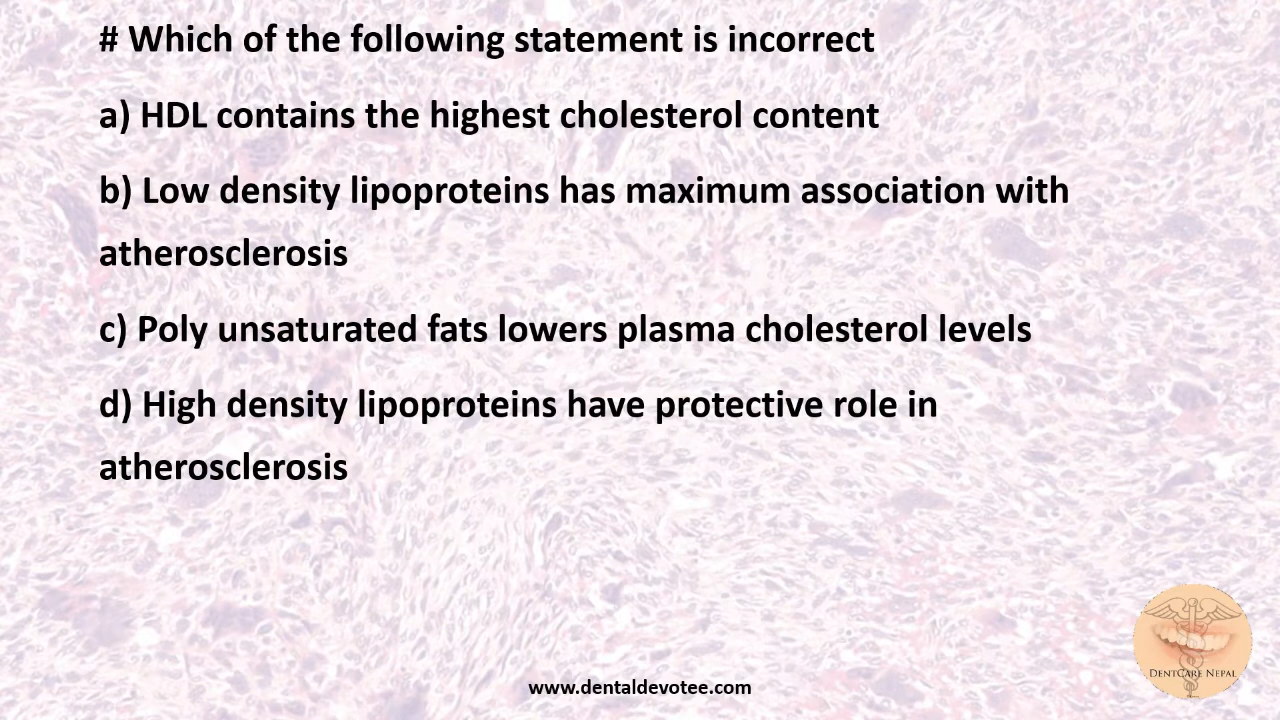 # Which of the following statement is incorrect
a) HDL contains the highest cholesterol content
b) Low density lipoproteins has maximum association with
atherosclerosis
c) Poly unsaturated fats lowers plasma cholesterol levels
d) High density lipoproteins have protective role in
atherosclerosis
DentCare Nepal
www.dentaldevotee.com